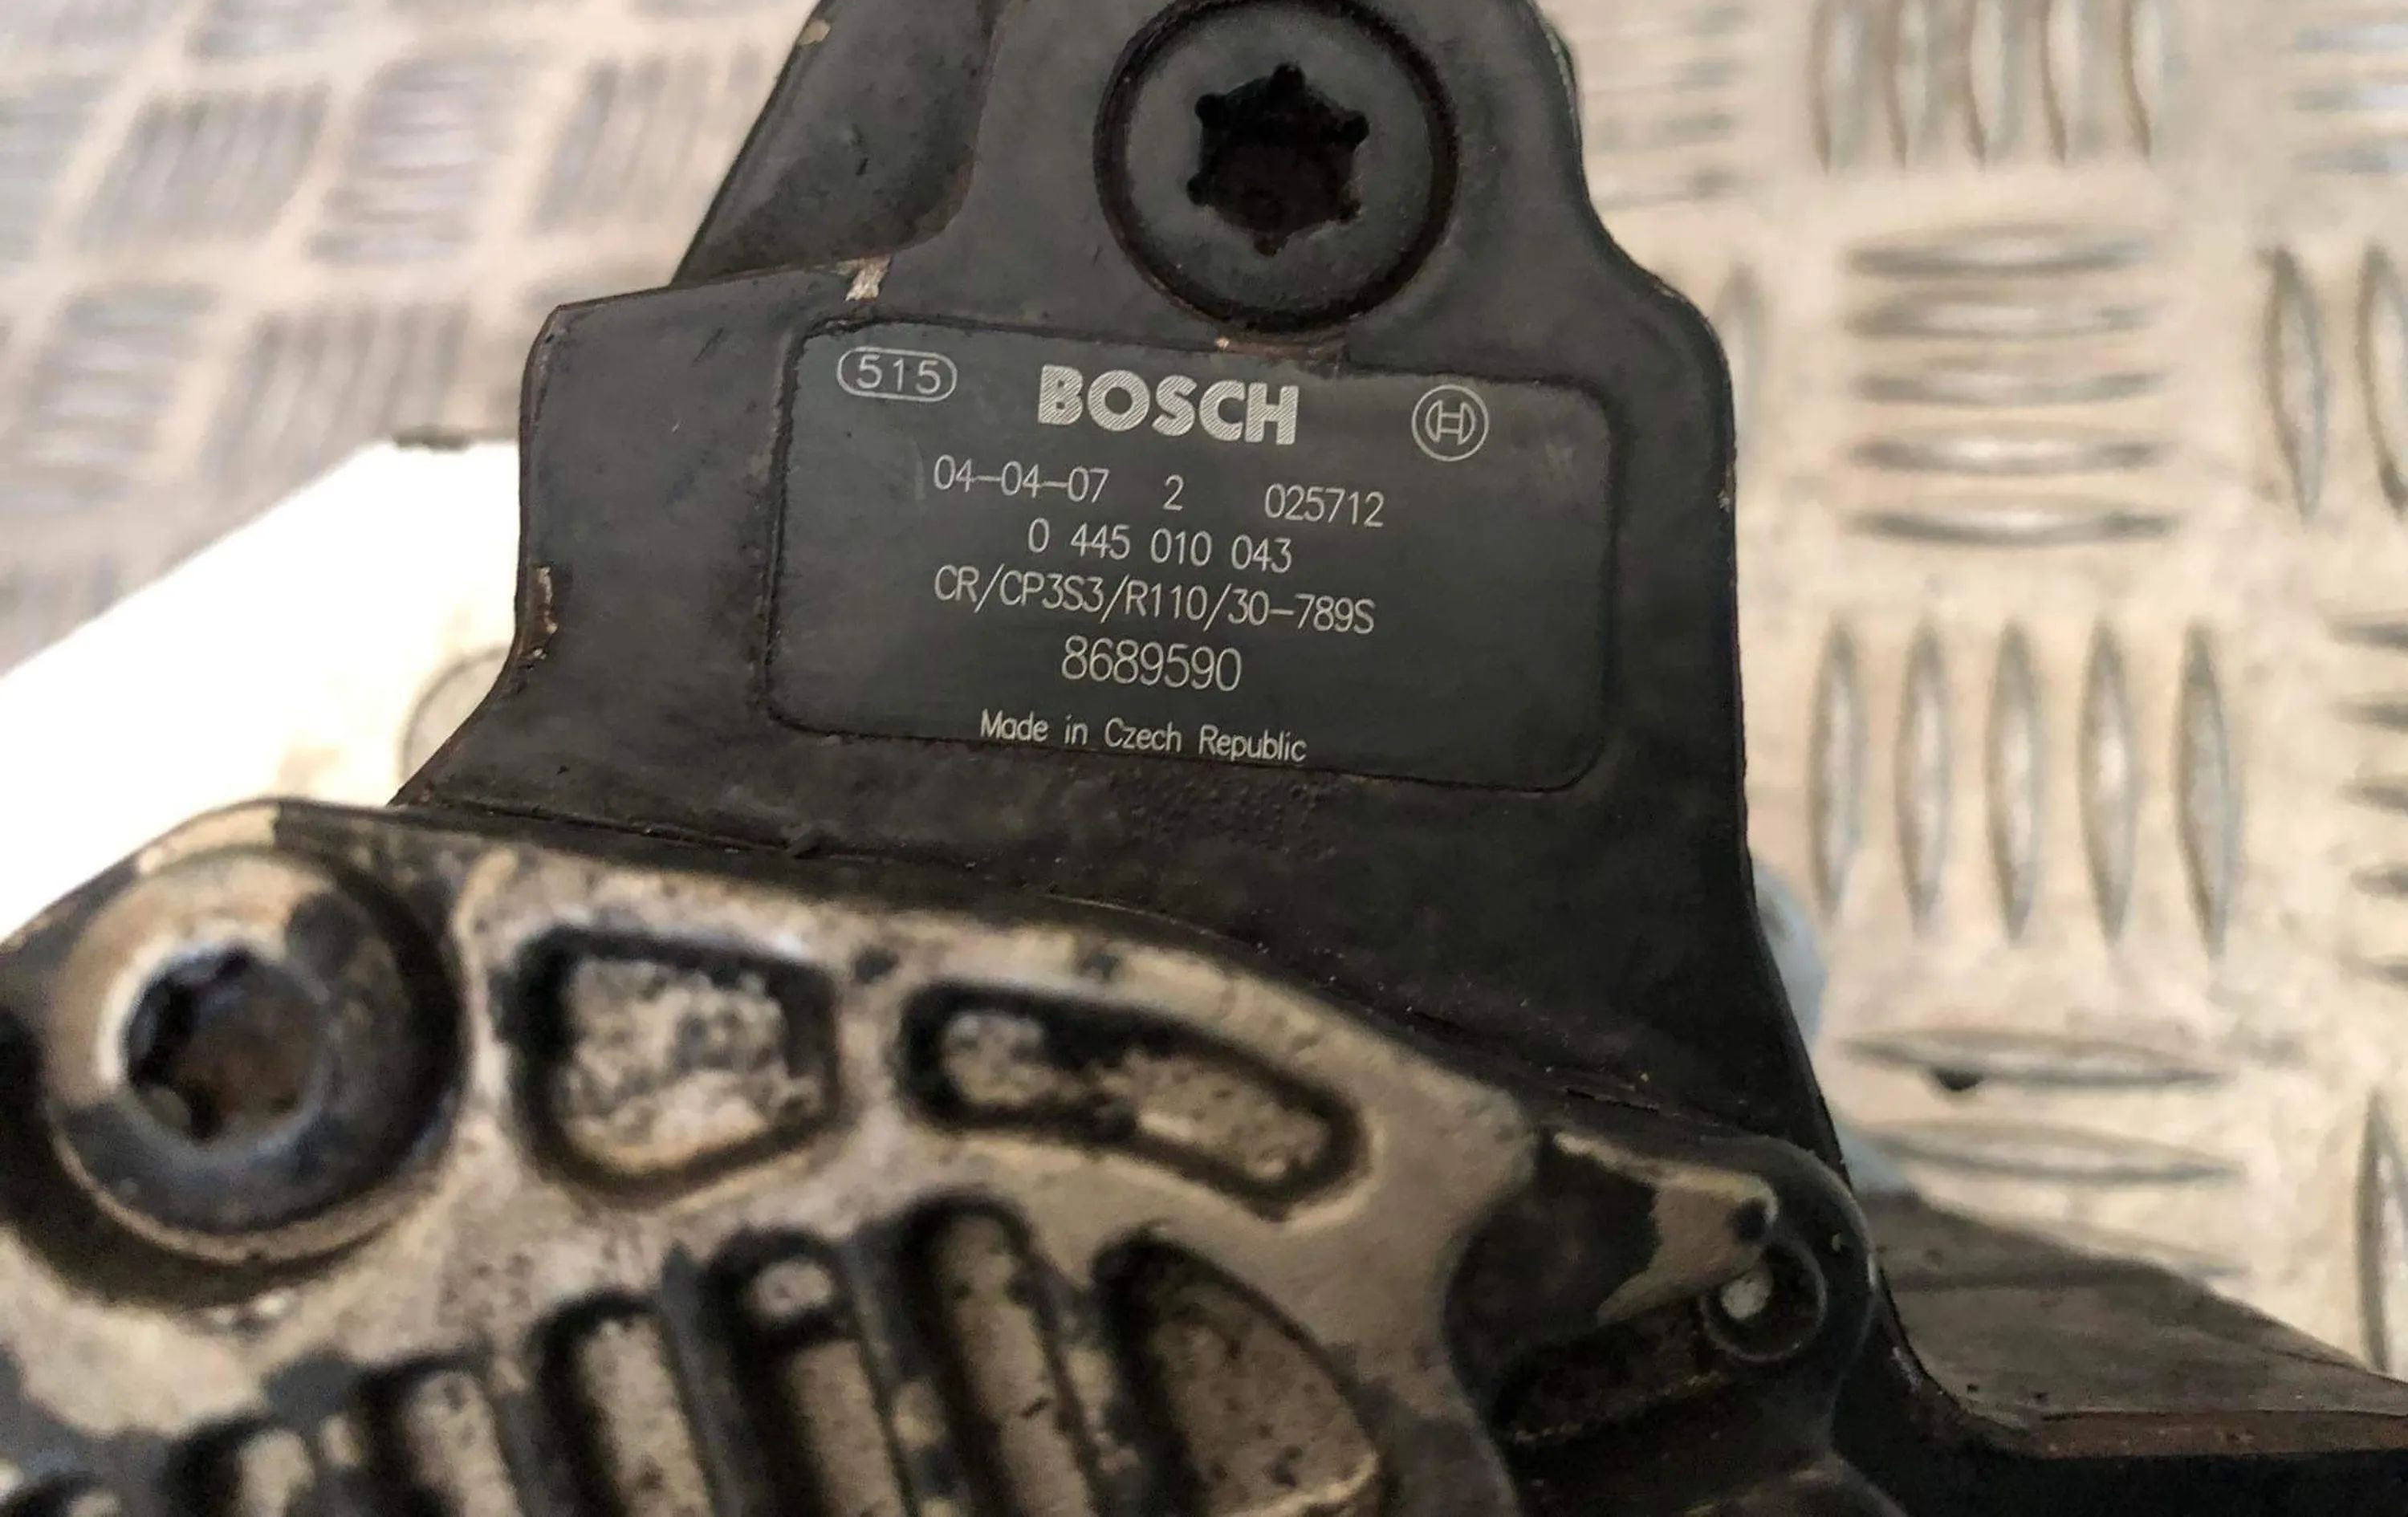 515 BOSCH
04-04-07 2 025712
0 445 010 043
CR/CP3S3/R110/30-789S
8689590
Made in Czech Republic